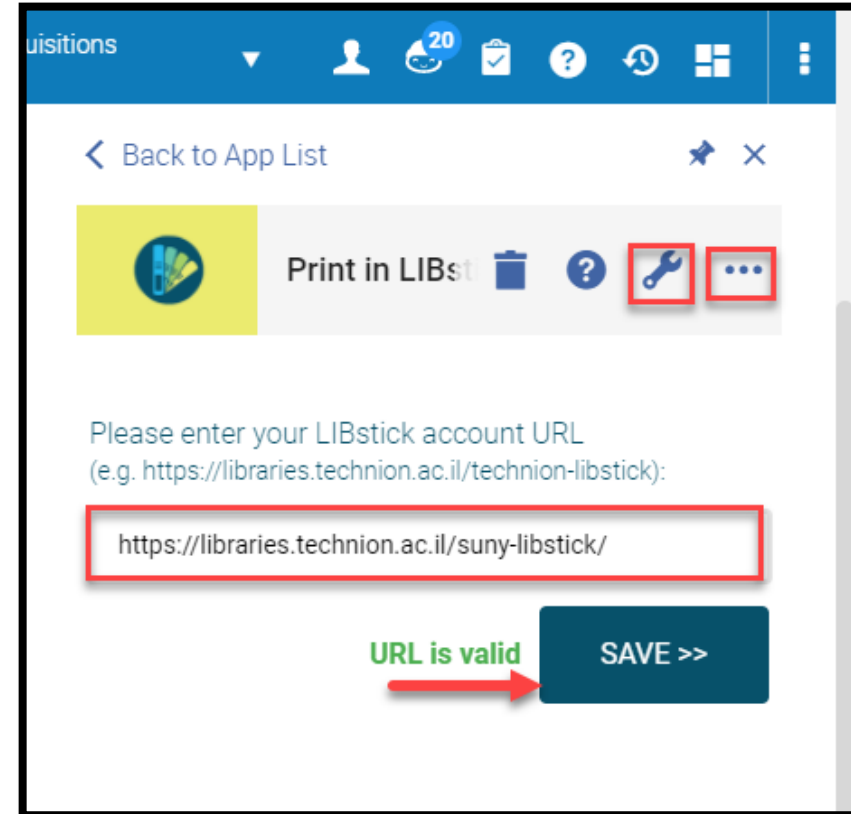 uisitions
20
Back to App List
Print in LIBsti
Please enter your LIBstick account URL
(e.g. https://libraries.technion.ac.il/technion-libstick):
https://libraries.technion.ac.il/suny-libstick/
URL is valid
SAVE >>